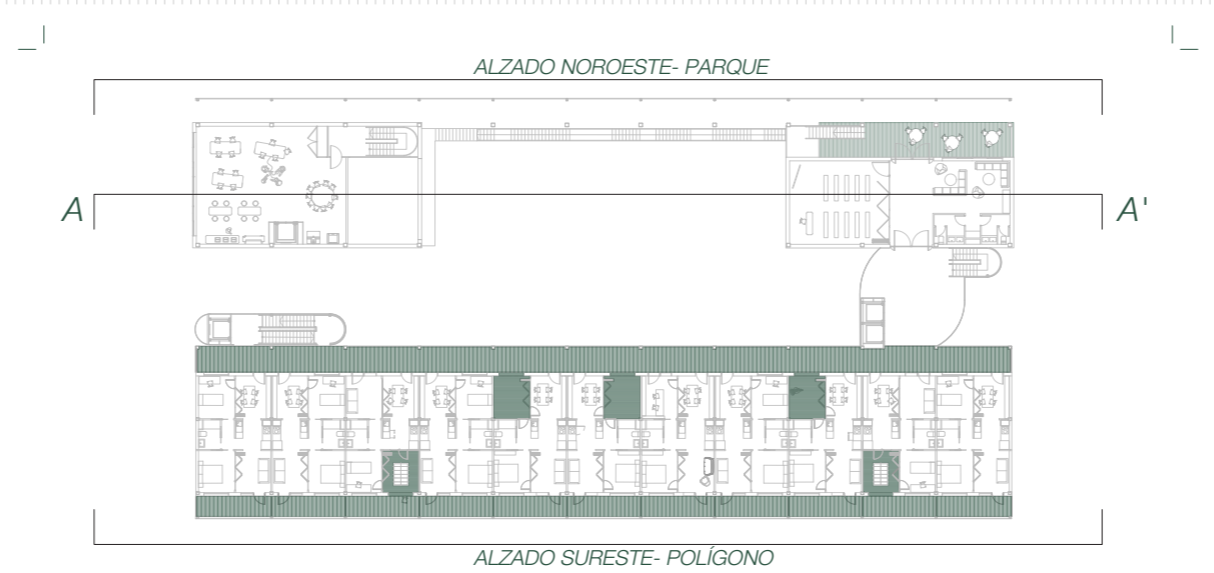 ALZADO NOROESTE- PARQUE
A A'
ALZADO SURESTE- POLÍGONO